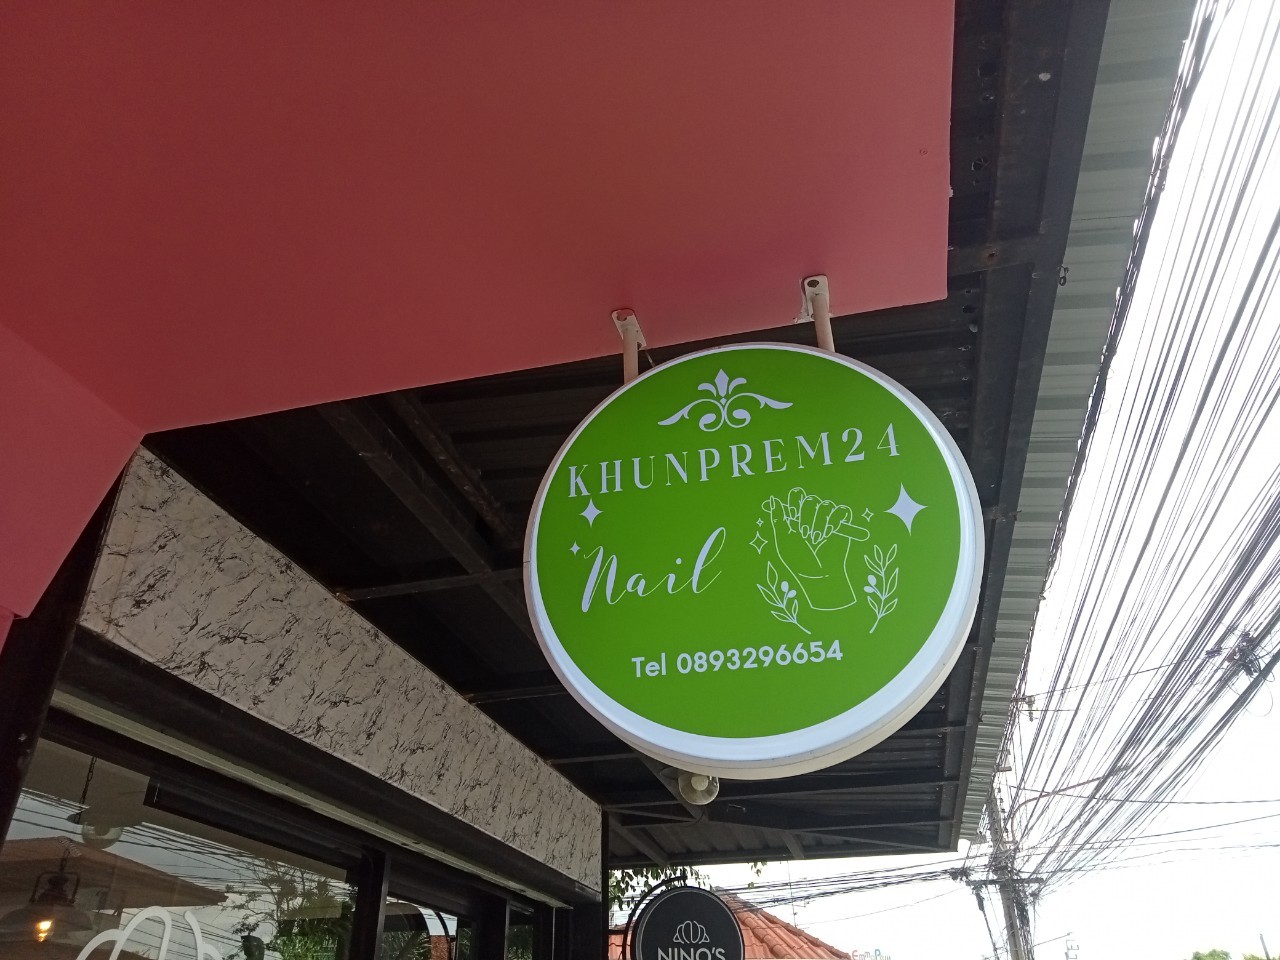 KHUNPREM24
Nail
Tel 0893296654
NINO'S